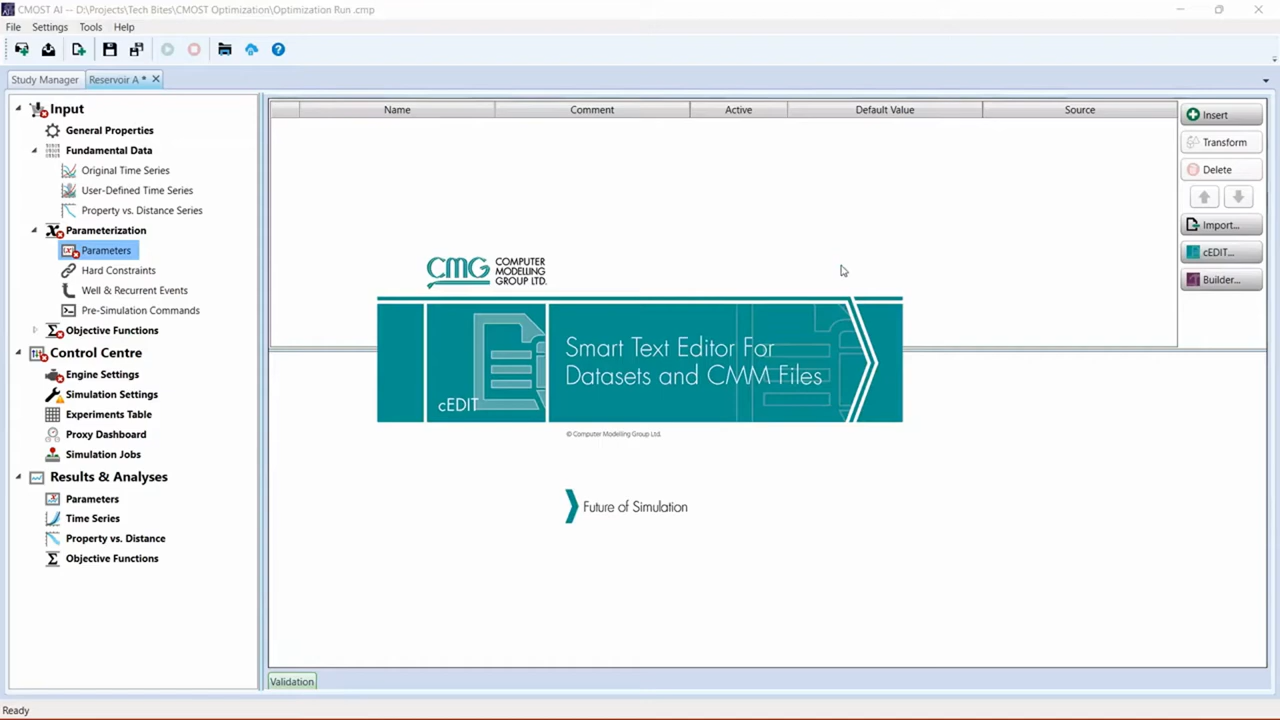 CMOST AI -- D:\Projects\Tech Bites\CMOST Optimization\Optimization Run .cmp
File Settings Tools Help
Study Manager Reservoir A *
Input
General Properties
Fundamental Data
Original Time Series
User-Defined Time Series
Property vs. Distance Series
Parameterization
Parameters
Hard Constraints
Well & Recurrent Events
Pre-Simulation Commands
Objective Functions
Control Centre
Engine Settings
Simulation Settings
Experiments Table
Proxy Dashboard
Simulation Jobs
Results & Analyses
Parameters
Time Series
Property vs. Distance
Objective Functions
Name Comment Active Default Value Source
Insert
Transform
Delete
Import...
cEDIT...
Builder...
CMG
COMPUTER
MODELLING
GROUP LTD.
cEDIT
Smart Text Editor For
Datasets and CMM Files
© Computer Modelling Group Ltd.
Future of Simulation
Validation
Ready